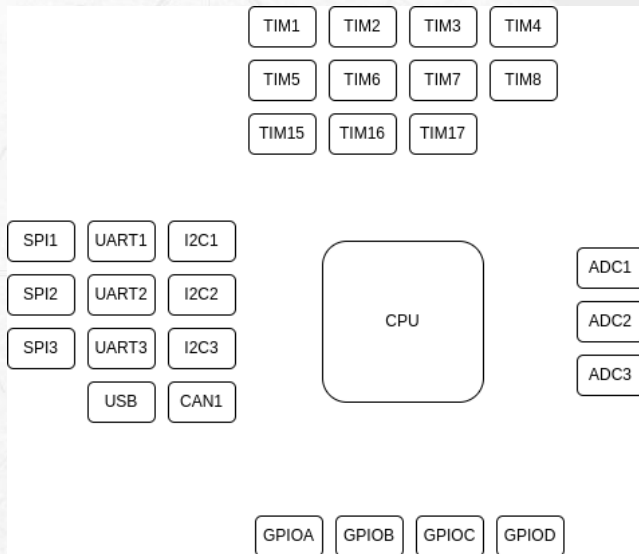 TIM1 TIM2 TIM3 TIM4
TIM5 TIM6 TIM7 TIM8
TIM15 TIM16 TIM17
SPI1 UART1 I2C1
SPI2 UART2 I2C2
SPI3 UART3 I2C3
USB CAN1
CPU
ADC1
ADC2
ADC3
GPIOA GPIOB GPIOC GPIOD